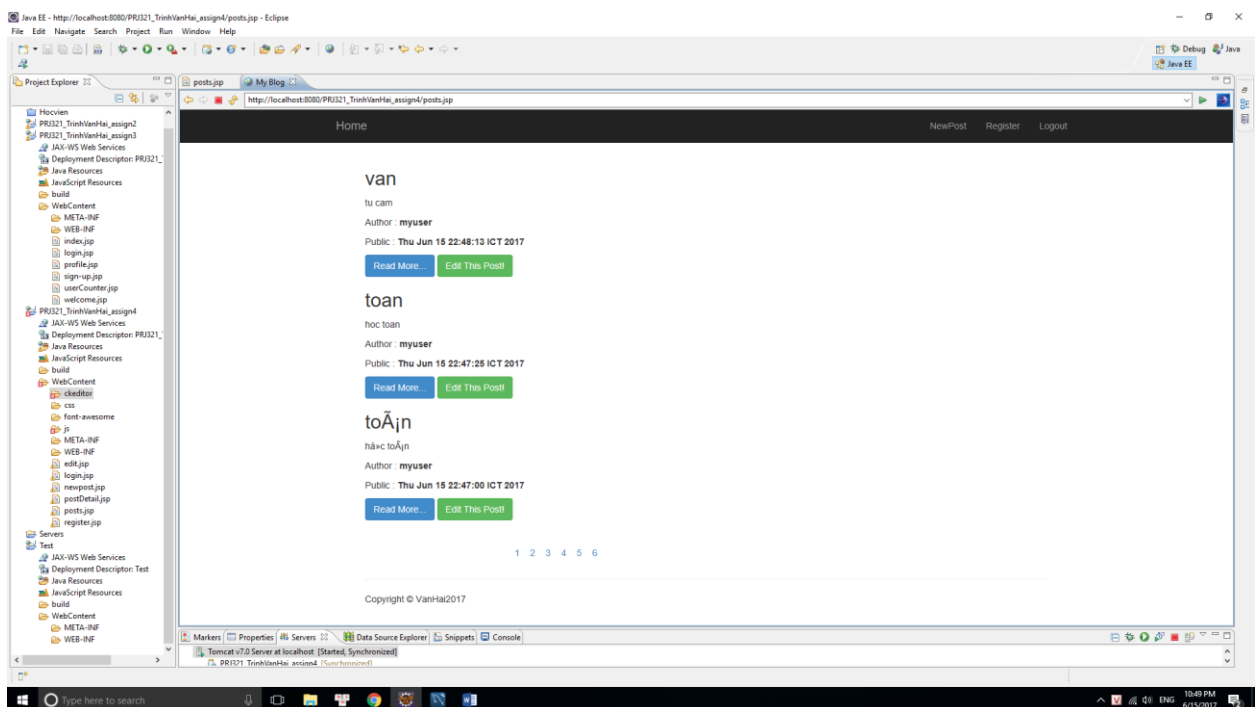 Java EE - http://localhost:8080/PRJ321_TrinhVanHai_assign4/posts.jsp - Eclipse
File Edit Navigate Search Project Run Window Help
Debug Java
Java EE
Project Explorer
posts.jsp My Blog
http://localhost:8080/PRJ321_TrinhVanHai_assign4/posts.jsp
Hocvien
PRJ321_TrinhVanHai_assign2
PRJ321_TrinhVanHai_assign3
JAX-WS Web Services
Deployment Descriptor: PRJ321_
Java Resources
JavaScript Resources
build
WebContent
META-INF
WEB-INF
index.jsp
login.jsp
profile.jsp
sign-up.jsp
userCounter.jsp
welcome.jsp
PRJ321_TrinhVanHai_assign4
JAX-WS Web Services
Deployment Descriptor: PRJ321_
Java Resources
JavaScript Resources
build
WebContent
ckeditor
css
font-awesome
js
META-INF
WEB-INF
edit.jsp
login.jsp
newpost.jsp
postDetail.jsp
posts.jsp
register.jsp
Servers
Test
JAX-WS Web Services
Deployment Descriptor: Test
Java Resources
JavaScript Resources
build
WebContent
META-INF
WEB-INF
Home NewPost Register Logout
van
tu cam
Author : myuser
Public : Thu Jun 15 22:48:13 ICT 2017
Read More... Edit This Post!
toan
hoc toan
Author : myuser
Public : Thu Jun 15 22:47:25 ICT 2017
Read More... Edit This Post!
toÃ¡n
há»c toÃ¡n
Author : myuser
Public : Thu Jun 15 22:47:00 ICT 2017
Read More... Edit This Post!
1 2 3 4 5 6
Copyright © VanHai2017
Markers Properties Servers Data Source Explorer Snippets Console
Tomcat v7.0 Server at localhost [Started, Synchronized]
PRJ321_TrinhVanHai_assign4 [Synchronized]
Type here to search
ENG
10:49 PM
6/15/2017